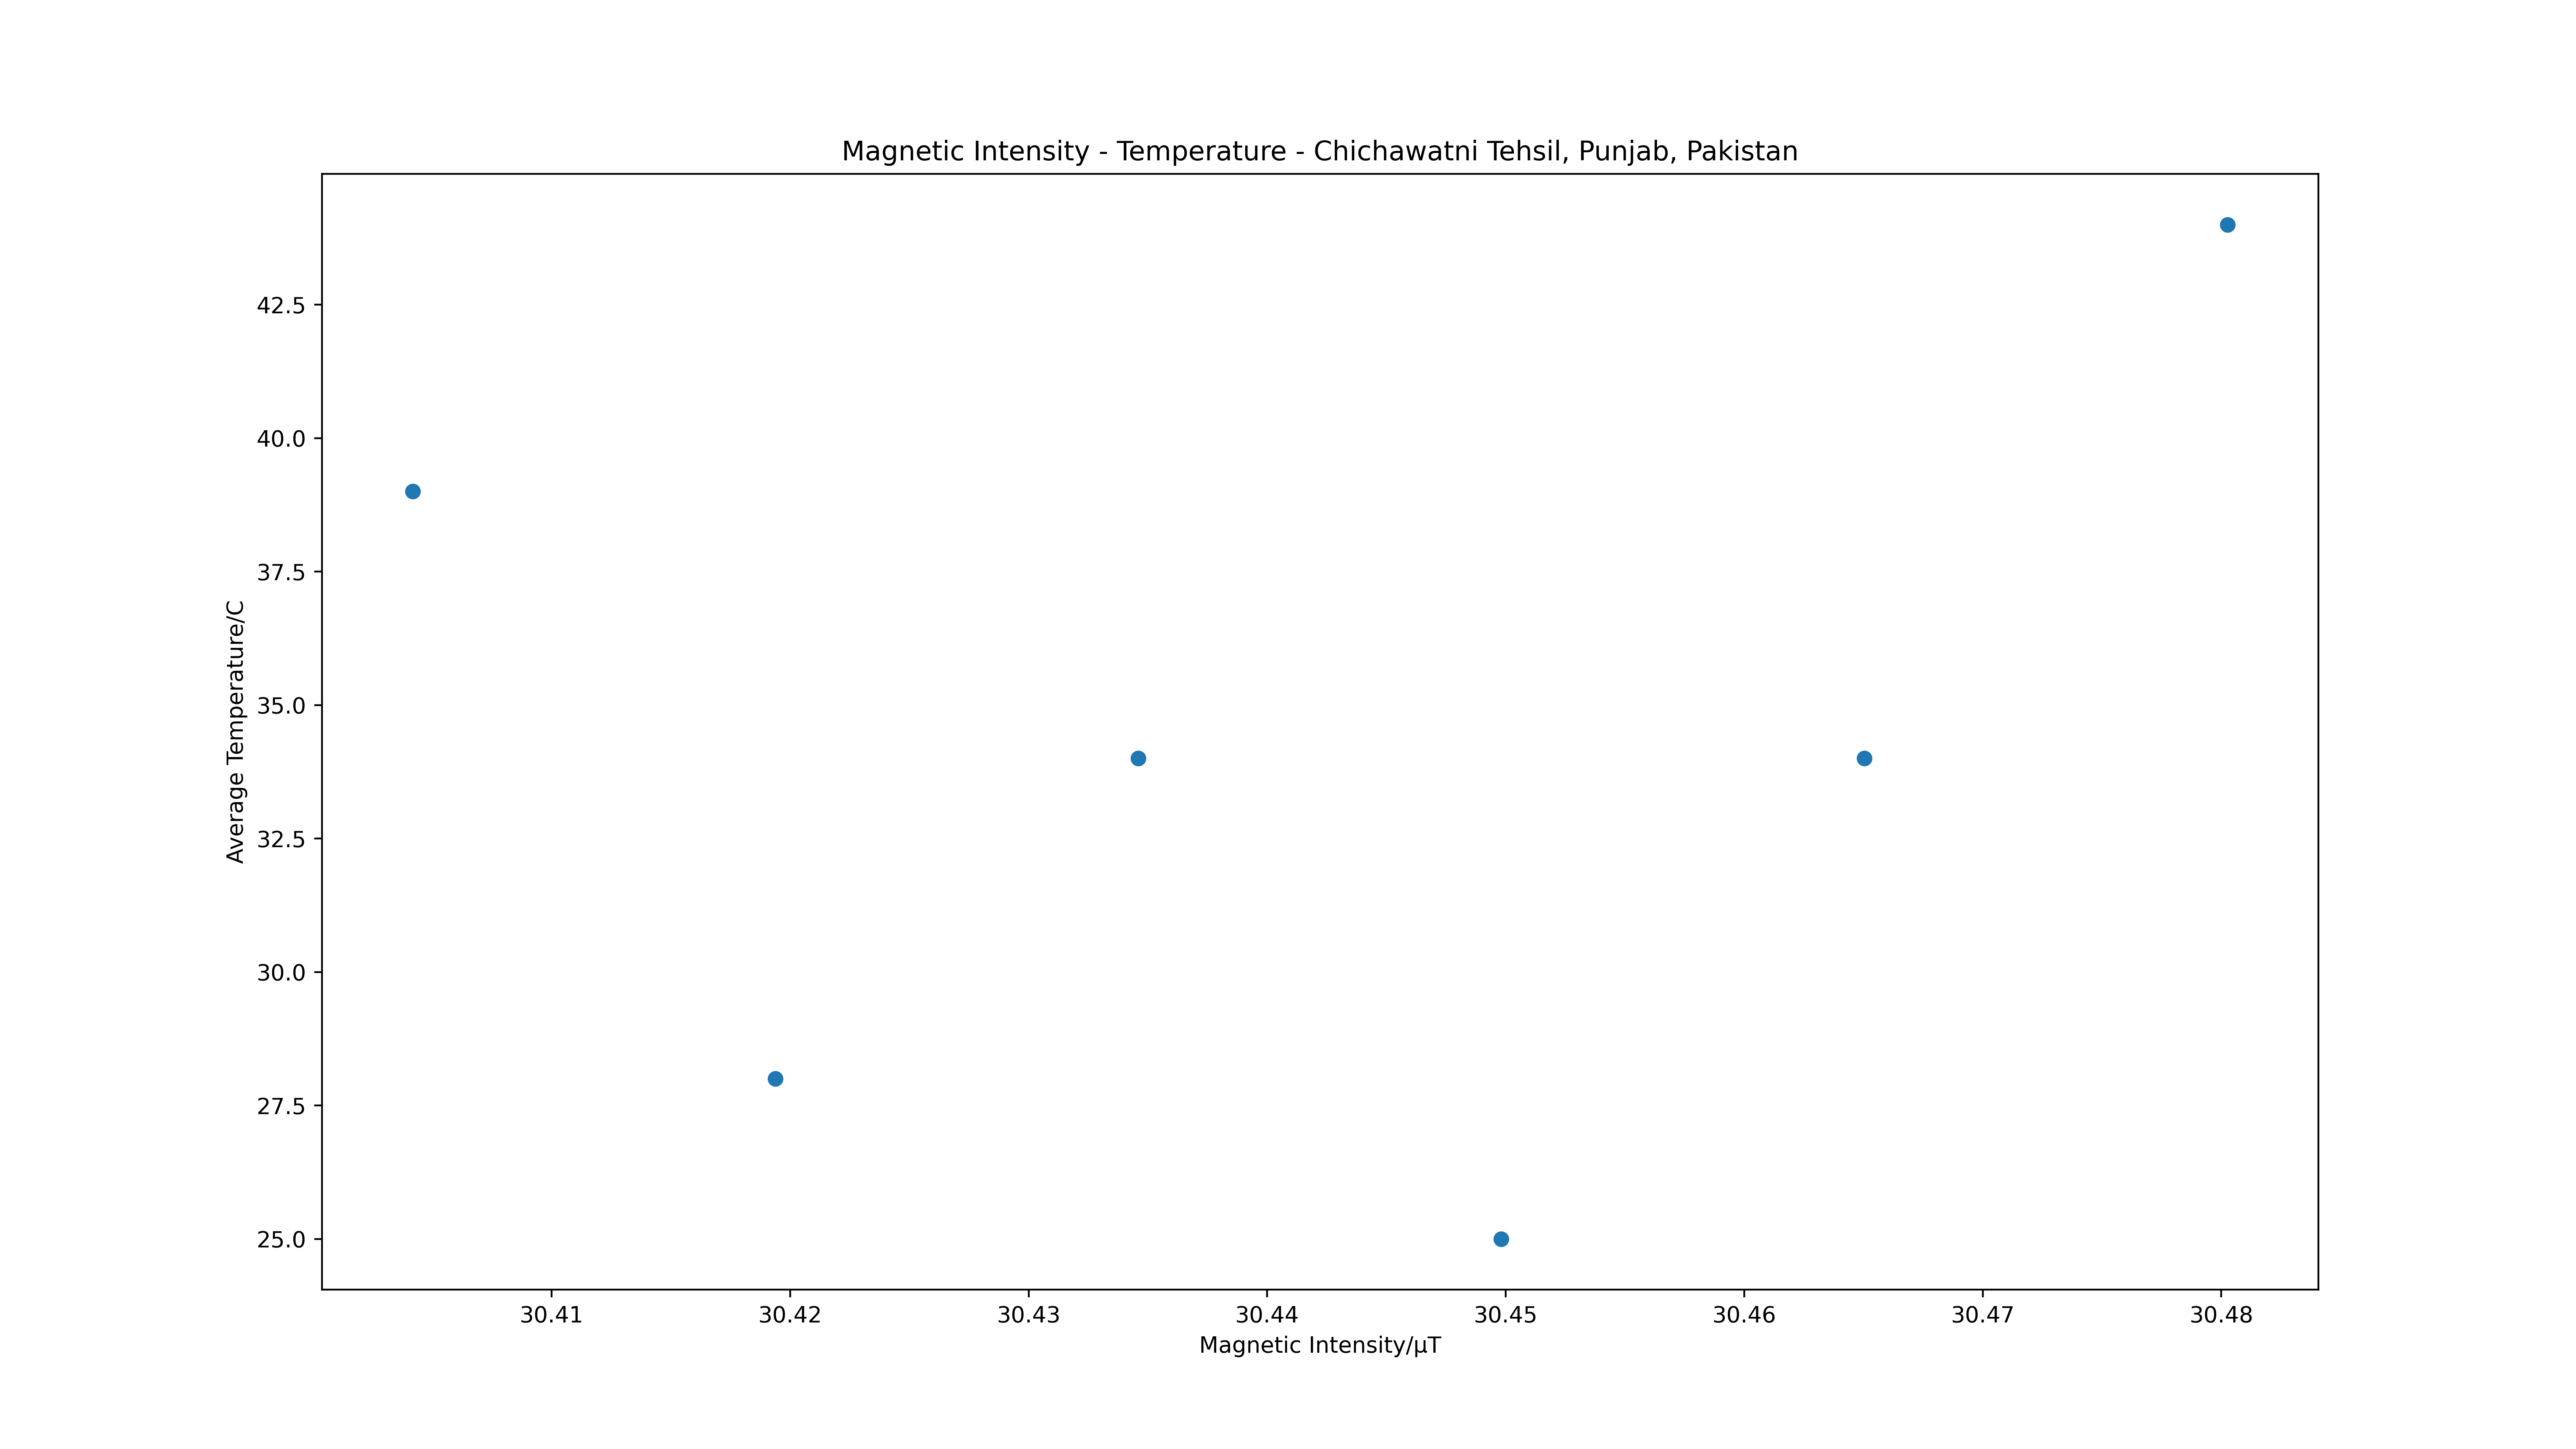 Magnetic Intensity - Temperature - Chichawatni Tehsil, Punjab, Pakistan
42.5
40.0
37.5
35.0
32.5
30.0
27.5
25.0
Average Temperature/C
30.41 30.42 30.43 30.44 30.45 30.46 30.47 30.48
Magnetic Intensity/μT